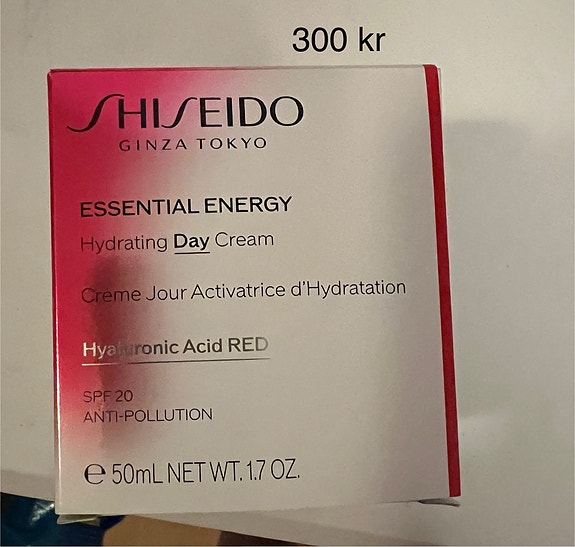 300 kr
SHISEIDO
GINZA TOKYO
ESSENTIAL ENERGY
Hydrating Day Cream
Crème Jour Activatrice d'Hydratation
Hyaluronic Acid RED
SPF 20
ANTI-POLLUTION
e 50mL NET WT. 1.7 OZ.